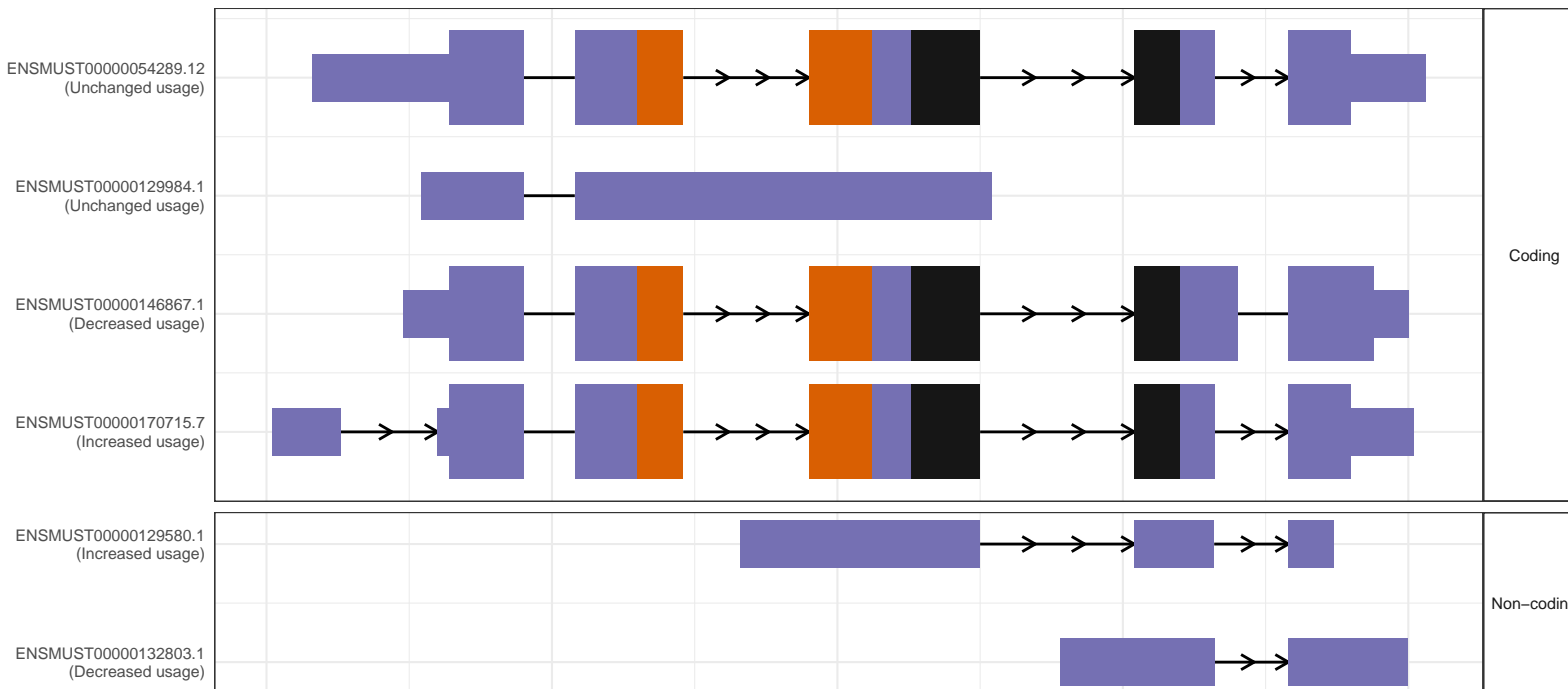 ENSMUST00000054289.12
(Unchanged usage)
ENSMUST00000129984.1
(Unchanged usage)
ENSMUST00000146867.1
(Decreased usage)
ENSMUST00000170715.7
(Increased usage)
Coding
ENSMUST00000129580.1
(Increased usage)
ENSMUST00000132803.1
(Decreased usage)
Non−codin